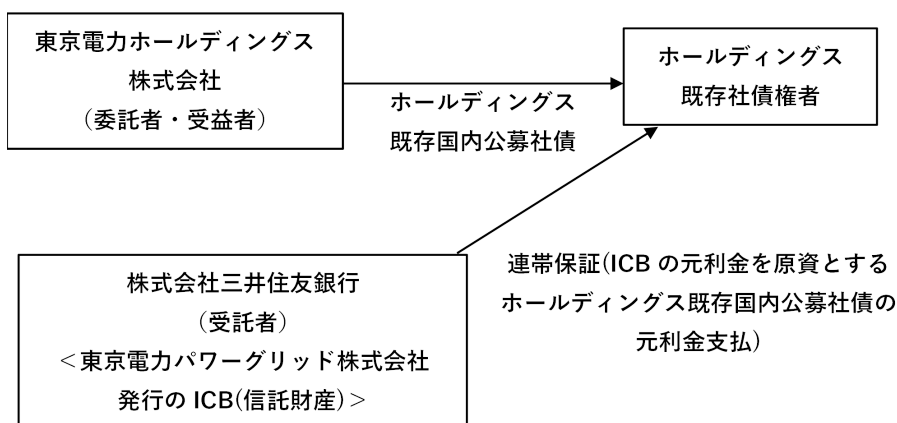 東京電力ホールディングス
株式会社
（委託者・受益者）
ホールディングス
既存国内公募社債
ホールディングス
既存社債権者
株式会社三井住友銀行
（受託者）
＜東京電力パワーグリッド株式会社
発行の ICB(信託財産)＞
連帯保証(ICB の元利金を原資とする
ホールディングス既存国内公募社債の
元利金支払)